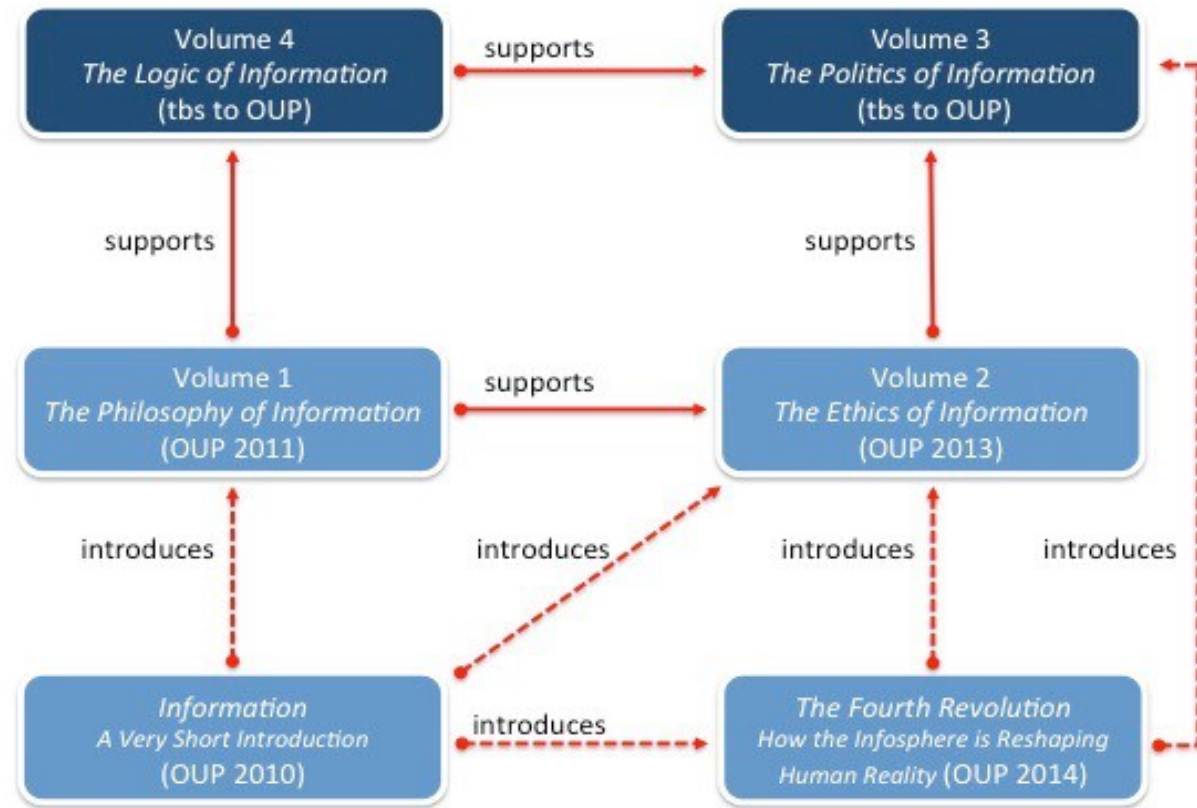 Volume 4
The Logic of Information
(tbs to OUP)
supports
Volume 3
The Politics of Information
(tbs to OUP)
supports
supports
Volume 1
The Philosophy of Information
(OUP 2011)
supports
Volume 2
The Ethics of Information
(OUP 2013)
introduces
introduces
introduces
introduces
Information
A Very Short Introduction
(OUP 2010)
introduces
The Fourth Revolution
How the Infosphere is Reshaping
Human Reality (OUP 2014)